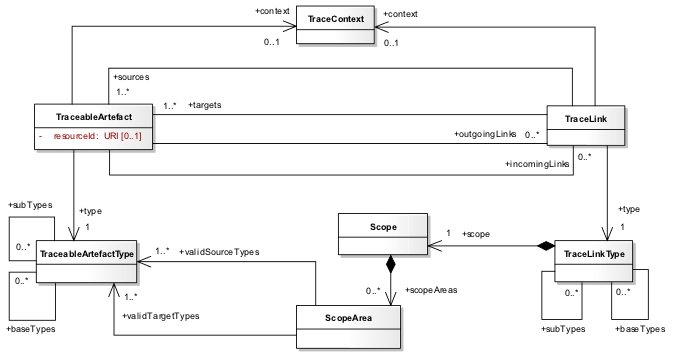 +context
TraceContext
+context
0..1
0..1
+sources
1..*
1..*
+targets
TraceableArtefact
- resourceId: URI [0..1]
TraceLink
+outgoingLinks
0..*
0..*
+incomingLinks
+subTypes
+type
1
+type
1
0..*
TraceableArtefactType
0..*
+baseTypes
1..*
+validSourceTypes
Scope
1
+scope
TraceLinkType
0..*
+scopeAreas
1..*
+validTargetTypes
ScopeArea
0..*
0..*
+subTypes
+baseTypes